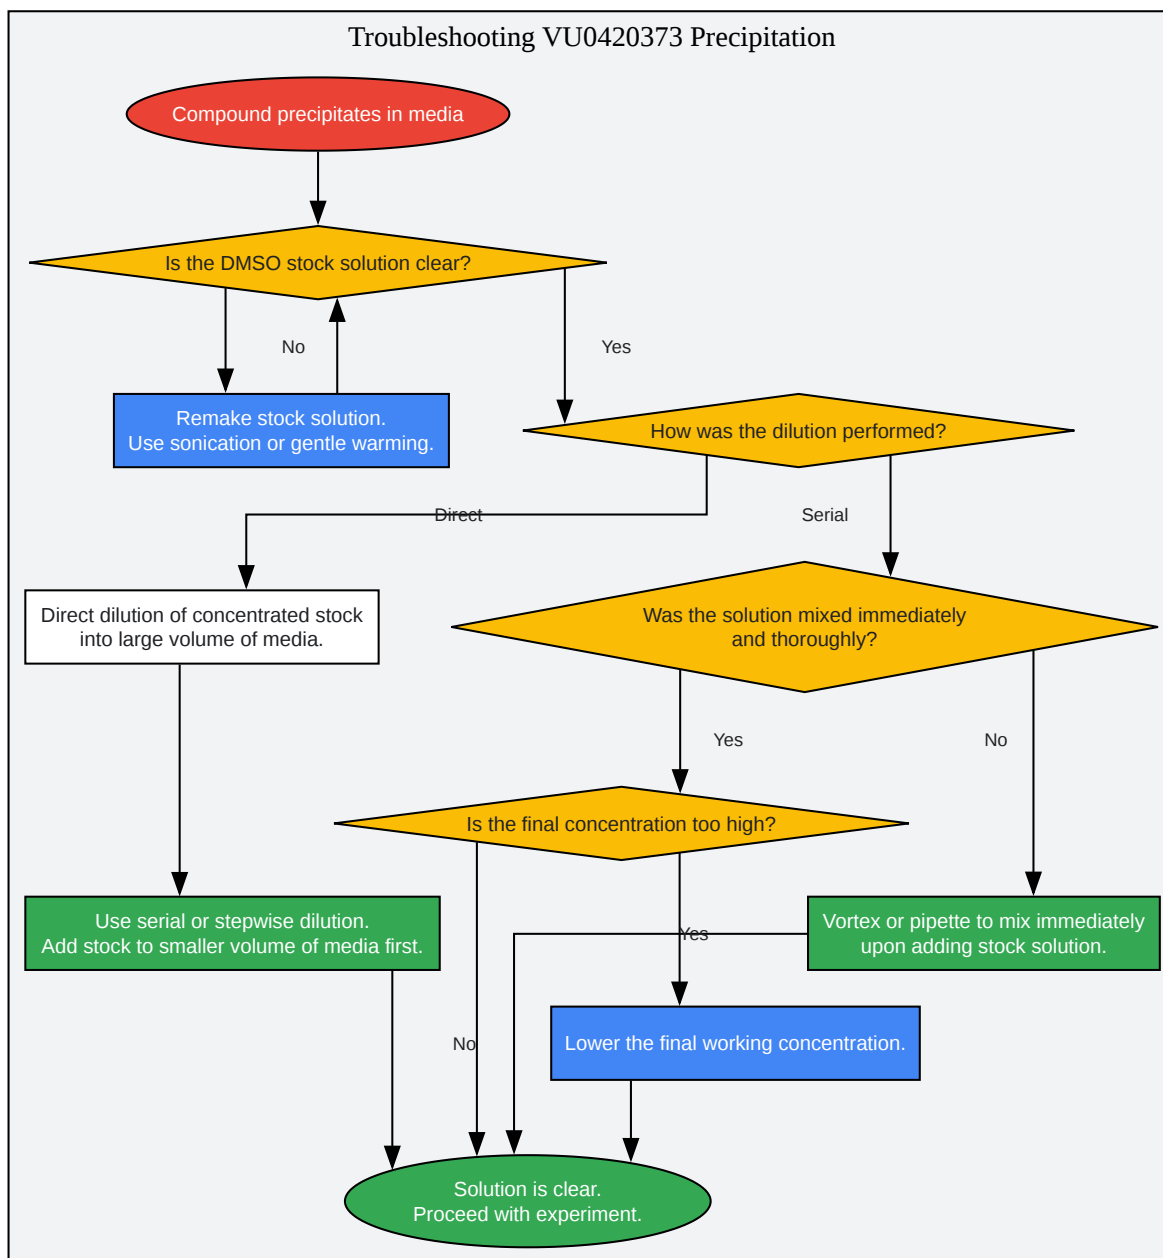 Troubleshooting VU0420373 Precipitation
Compound precipitates in media
Is the DMSO stock solution clear?
No
Yes
Remake stock solution.
Use sonication or gentle warming.
How was the dilution performed?
Direct
Serial
Direct dilution of concentrated stock
into large volume of media.
Was the solution mixed immediately
and thoroughly?
Yes
No
Is the final concentration too high?
Use serial or stepwise dilution.
Add stock to smaller volume of media first.
Yes
Vortex or pipette to mix immediately
upon adding stock solution.
No
Lower the final working concentration.
Solution is clear.
Proceed with experiment.